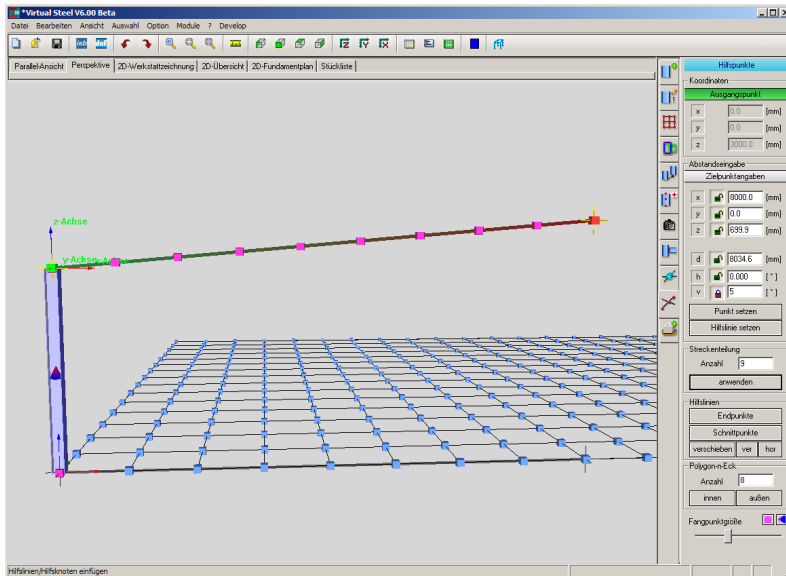 *Virtual Steel V6.00 Beta
Datei Bearbeiten Ansicht Auswahl Option Module ? Develop
isb dxf
Parallel-Ansicht Perspektive 2D-Werkstattzeichnung 2D-Übersicht 2D-Fundamentplan Stückliste
Hilfspunkte
Koordinaten
Ausgangspunkt
x 0.0 [mm]
y 0.0 [mm]
z 3000.0 [mm]
Abstandseingabe
Zielpunktangaben
x 8000.0 [mm]
y 0.0 [mm]
z 699.9 [mm]
d 8034.6 [mm]
h 0.000 [°]
v 5 [°]
Punkt setzen
Hilfslinie setzen
Streckenteilung
Anzahl 9
anwenden
Hilfslinien
Endpunkte
Schnittpunkte
verschieben ver hor
Polygon-n-Eck
Anzahl 8
innen außen
Fangpunktgröße
z-Achse
y-Achse
Hilfslinien/Hilfsknoten einfügen